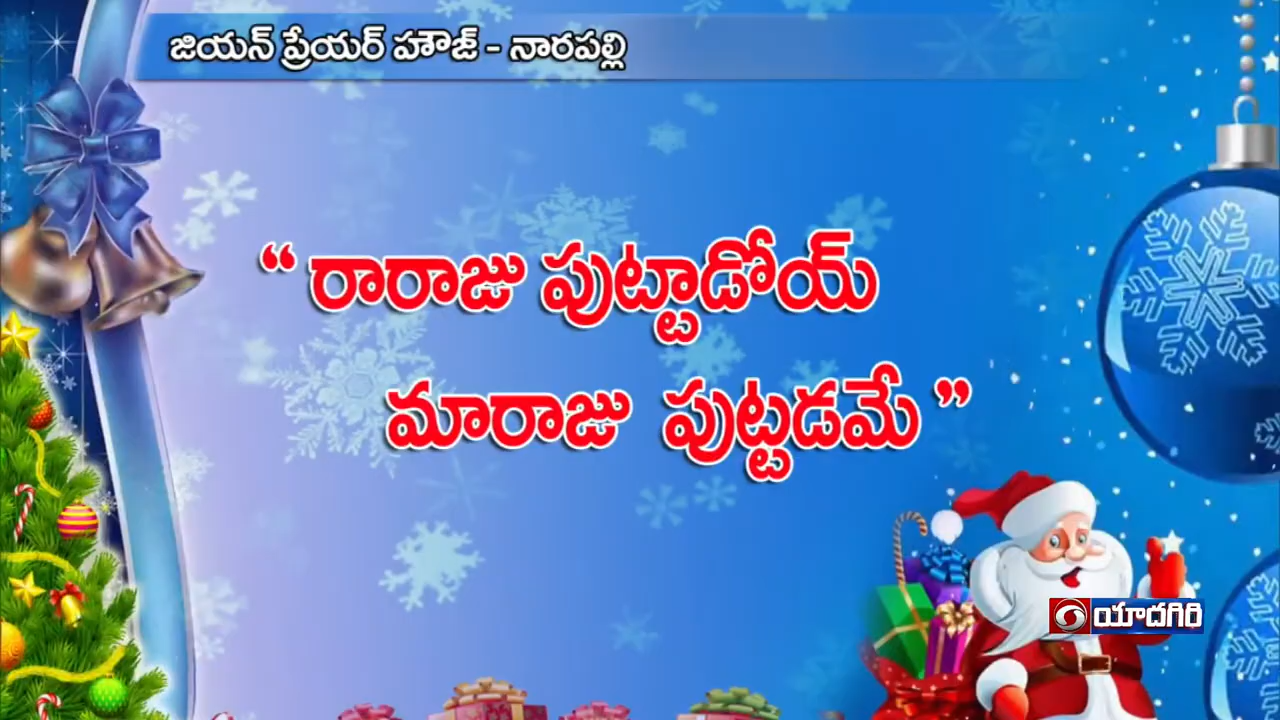 జియన్ ప్రేయర్ హౌజ్ - నారపల్లి
“ రారాజు పుట్టాడోయ్
మారాజు పుట్టడమే ”
యాదగిరి